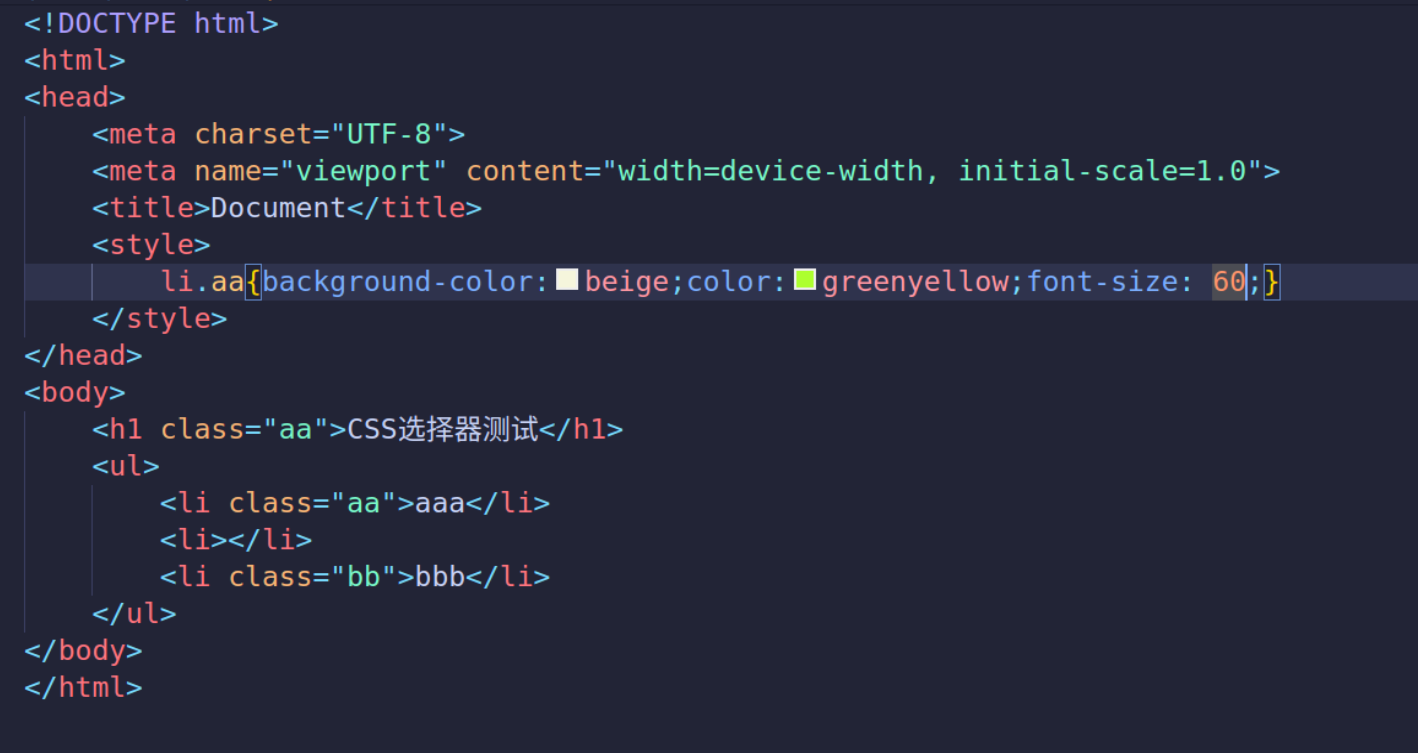 <!DOCTYPE html>
<html>
<head>
    <meta charset="UTF-8">
    <meta name="viewport" content="width=device-width, initial-scale=1.0">
    <title>Document</title>
    <style>
        li.aa{background-color:beige;color:greenyellow;font-size: 60;}
    </style>
</head>
<body>
    <h1 class="aa">CSS选择器测试</h1>
    <ul>
        <li class="aa">aaa</li>
        <li></li>
        <li class="bb">bbb</li>
    </ul>
</body>
</html>